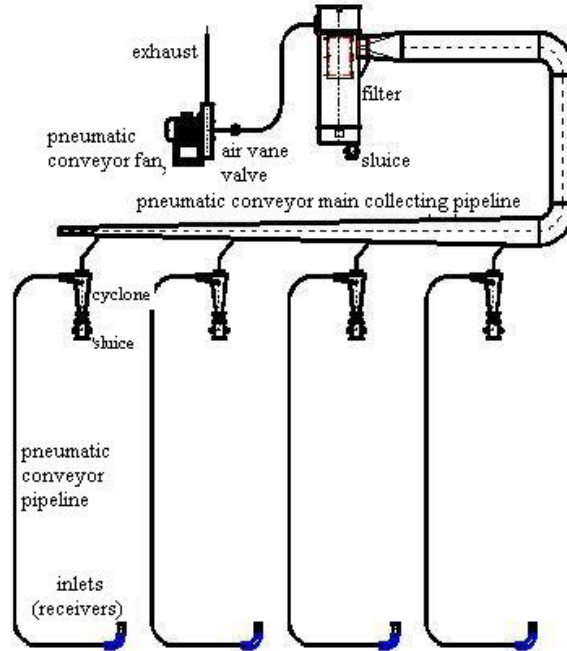 exhaust
filter
pneumatic
conveyor fan,
air vane
valve
sluice
pneumatic conveyor main collecting pipeline
cyclone
sluice
pneumatic
conveyor
pipeline
inlets
(receivers)